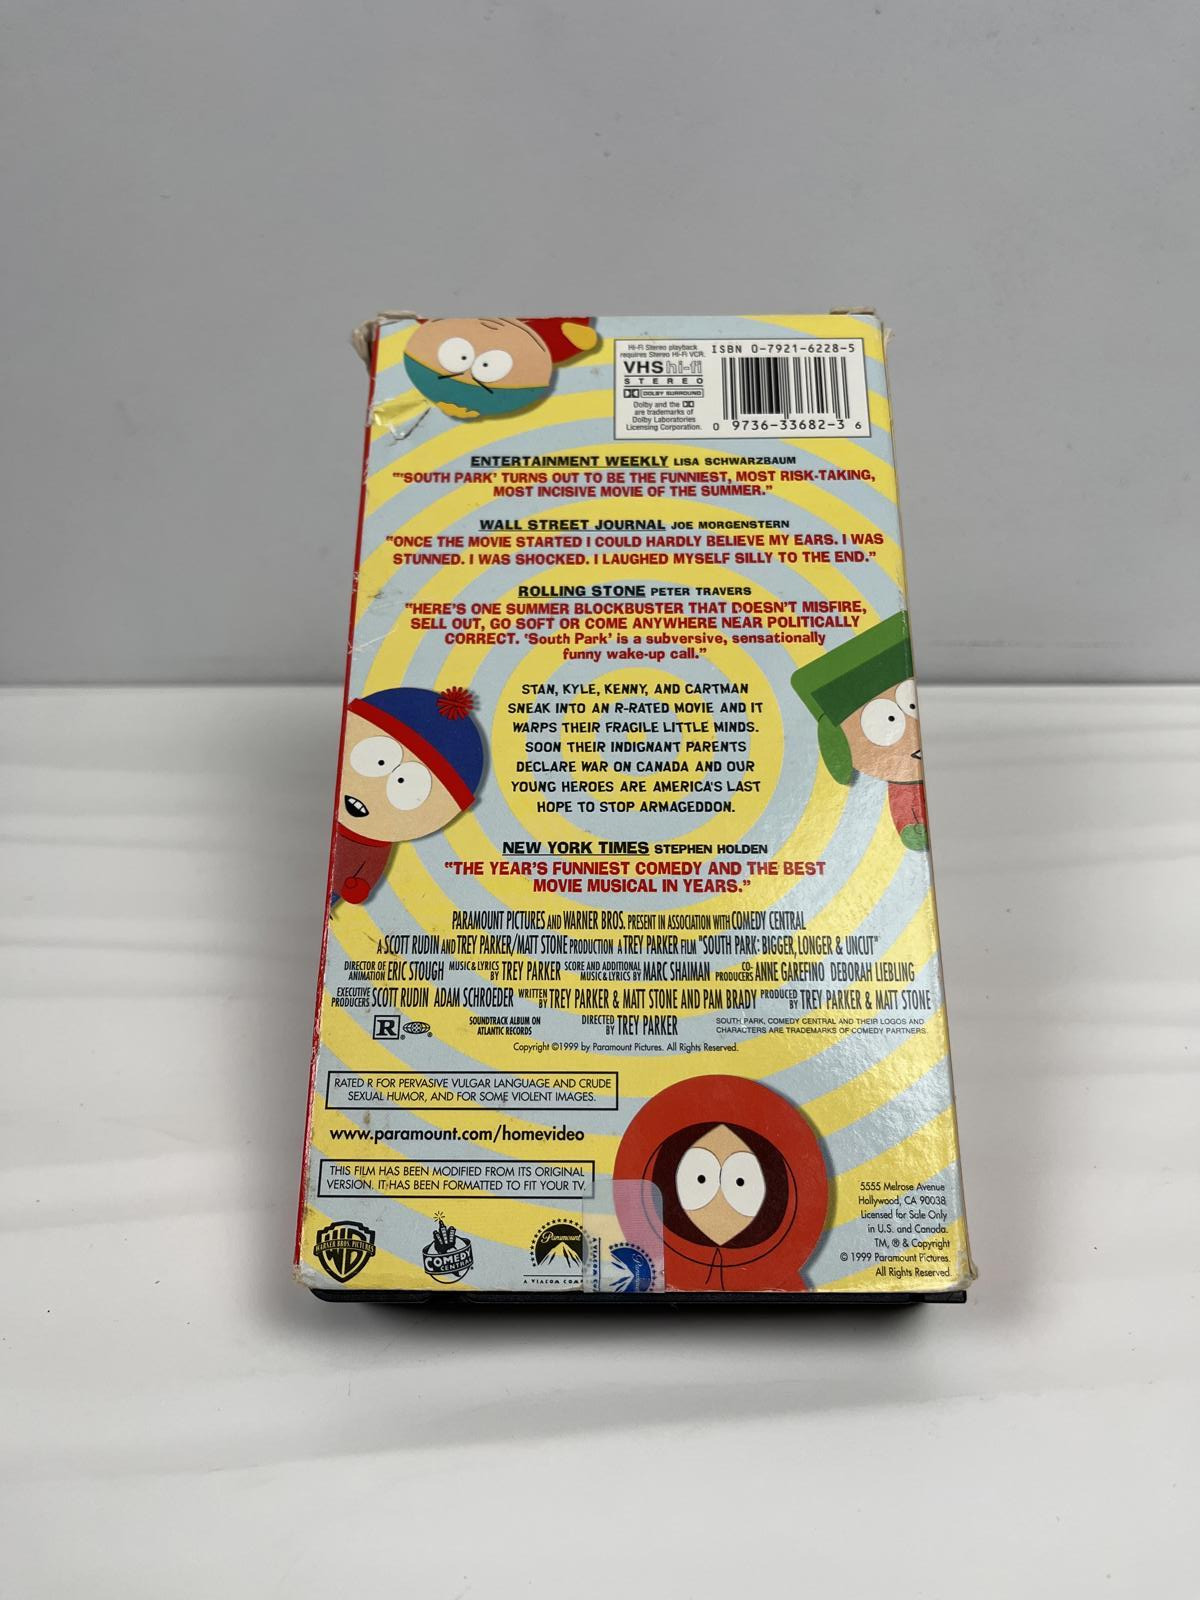 Hi-Fi Stereo playback
requires Stereo Hi-Fi VCR.
VHS hi-fi
STEREO
DOLBY SURROUND
Dolby and the
are trademarks of
Dolby Laboratories
Licensing Corporation.
ISBN 0-7921-6228-5
0 9736-33682-3 6
ENTERTAINMENT WEEKLY LISA SCHWARZBAUM
"'SOUTH PARK' TURNS OUT TO BE THE FUNNIEST, MOST RISK-TAKING,
MOST INCISIVE MOVIE OF THE SUMMER."
WALL STREET JOURNAL JOE MORGENSTERN
"ONCE THE MOVIE STARTED I COULD HARDLY BELIEVE MY EARS. I WAS
STUNNED. I WAS SHOCKED. I LAUGHED MYSELF SILLY TO THE END."
ROLLING STONE PETER TRAVERS
"HERE'S ONE SUMMER BLOCKBUSTER THAT DOESN'T MISFIRE,
SELL OUT, GO SOFT OR COME ANYWHERE NEAR POLITICALLY
CORRECT. 'South Park' is a subversive, sensationally
funny wake-up call."
STAN, KYLE, KENNY, AND CARTMAN
SNEAK INTO AN R-RATED MOVIE AND IT
WARPS THEIR FRAGILE LITTLE MINDS.
SOON THEIR INDIGNANT PARENTS
DECLARE WAR ON CANADA AND OUR
YOUNG HEROES ARE AMERICA'S LAST
HOPE TO STOP ARMAGEDDON.
NEW YORK TIMES STEPHEN HOLDEN
"THE YEAR'S FUNNIEST COMEDY AND THE BEST
MOVIE MUSICAL IN YEARS."
PARAMOUNT PICTURES AND WARNER BROS. PRESENT IN ASSOCIATION WITH COMEDY CENTRAL
A SCOTT RUDIN AND TREY PARKER/MATT STONE PRODUCTION A TREY PARKER FILM "SOUTH PARK: BIGGER, LONGER & UNCUT"
DIRECTOR OF ANIMATION ERIC STOUGH MUSIC & LYRICS BY TREY PARKER SCORE AND ADDITIONAL MUSIC & LYRICS BY MARC SHAIMAN CO-PRODUCERS ANNE GAREFINO DEBORAH LIEBLING
EXECUTIVE PRODUCERS SCOTT RUDIN ADAM SCHROEDER WRITTEN BY TREY PARKER & MATT STONE AND PAM BRADY PRODUCED BY TREY PARKER & MATT STONE
R
SOUNDTRACK ALBUM ON
ATLANTIC RECORDS
DIRECTED BY TREY PARKER
SOUTH PARK, COMEDY CENTRAL AND THEIR LOGOS AND
CHARACTERS ARE TRADEMARKS OF COMEDY PARTNERS.
Copyright ©1999 by Paramount Pictures. All Rights Reserved.
RATED R FOR PERVASIVE VULGAR LANGUAGE AND CRUDE
SEXUAL HUMOR, AND FOR SOME VIOLENT IMAGES.
www.paramount.com/homevideo
THIS FILM HAS BEEN MODIFIED FROM ITS ORIGINAL
VERSION. IT HAS BEEN FORMATTED TO FIT YOUR TV.
5555 Melrose Avenue
Hollywood, CA 90038
Licensed for Sale Only
in U.S. and Canada.
TM, ® & Copyright
© 1999 Paramount Pictures.
All Rights Reserved.
WARNER BROS. PICTURES
WB
COMEDY
CENTRAL
Paramount
A VIACOM COM